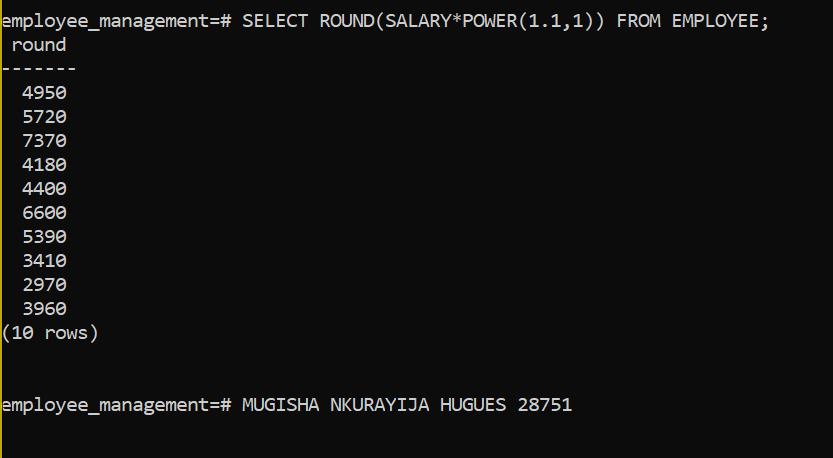 employee_management=# SELECT ROUND(SALARY*POWER(1.1,1)) FROM EMPLOYEE;
round
-------
4950
5720
7370
4180
4400
6600
5390
3410
2970
3960
(10 rows)
employee_management=# MUGISHA NKURAYIJA HUGUES 28751